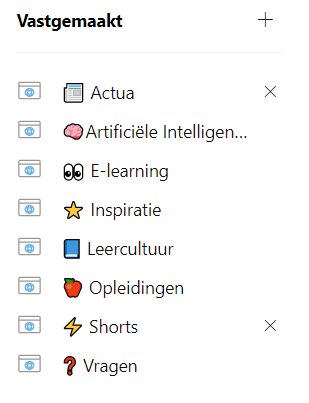 Vastgemaakt
Actua
Artificiële Intelligen...
E-learning
Inspiratie
Leercultuur
Opleidingen
Shorts
Vragen